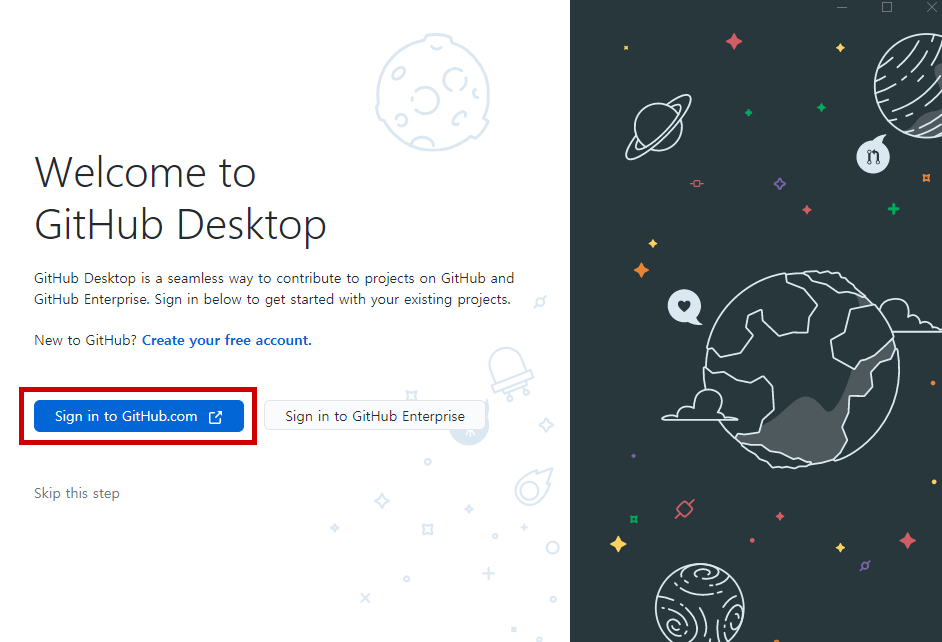 Welcome to
GitHub Desktop
GitHub Desktop is a seamless way to contribute to projects on GitHub and
GitHub Enterprise. Sign in below to get started with your existing projects.
New to GitHub? Create your free account.
Sign in to GitHub.com
Sign in to GitHub Enterprise
Skip this step